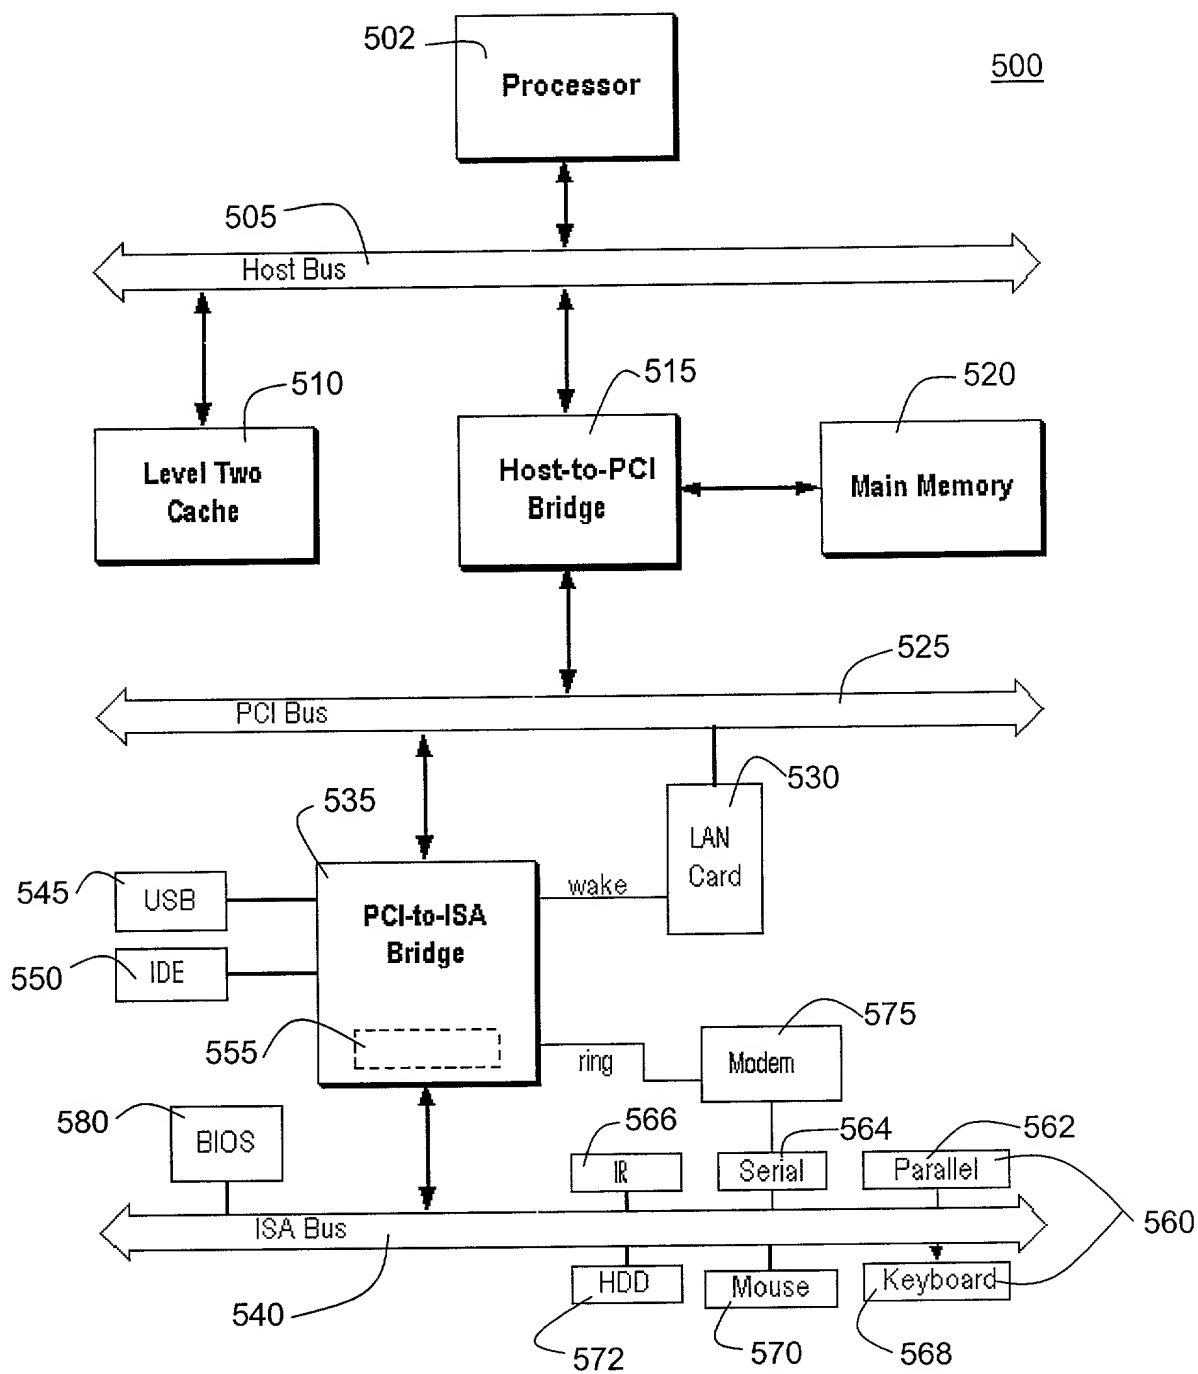 502
Processor
500
505
Host Bus
510
515
520
Level Two
Cache
Host-to-PCI
Bridge
Main Memory
525
PCI Bus
530
535
LAN
Card
545
USB
wake
PCI-to-ISA
Bridge
550
IDE
575
555
ring
Modem
580
BIOS
566
564
562
IR
Serial
Parallel
560
ISA Bus
540
HDD
Mouse
Keyboard
572
570
568